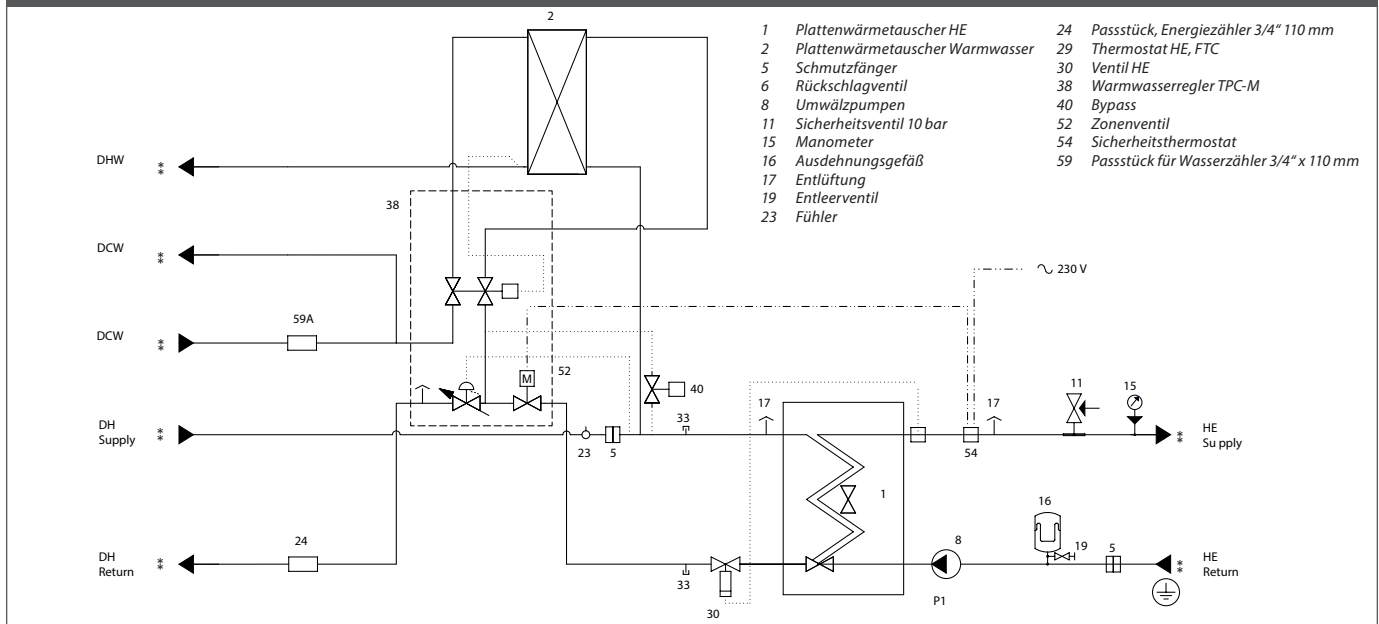 2
1 Plattenwärmetauscher HE
2 Plattenwärmetauscher Warmwasser
5 Schmutzfänger
6 Rückschlagventil
8 Umwälzpumpen
11 Sicherheitsventil 10 bar
15 Manometer
16 Ausdehnungsgefäß
17 Entlüftung
19 Entleerventil
23 Fühler
24 Passstück, Energiezähler 3/4“ 110 mm
29 Thermostat HE, FTC
30 Ventil HE
38 Warmwasserregler TPC-M
40 Bypass
52 Zonenventil
54 Sicherheitsthermostat
59 Passstück für Wasserzähler 3/4“ x 110 mm
DHW **
38
DCW **
230 V
59A
DCW **
M
52
40
17
17
11
15
33
DH
Supply **
23
5
54
** HE
Su pply
1
16
24
8
19
5
DH
Return **
33
30
P1
** HE
Return